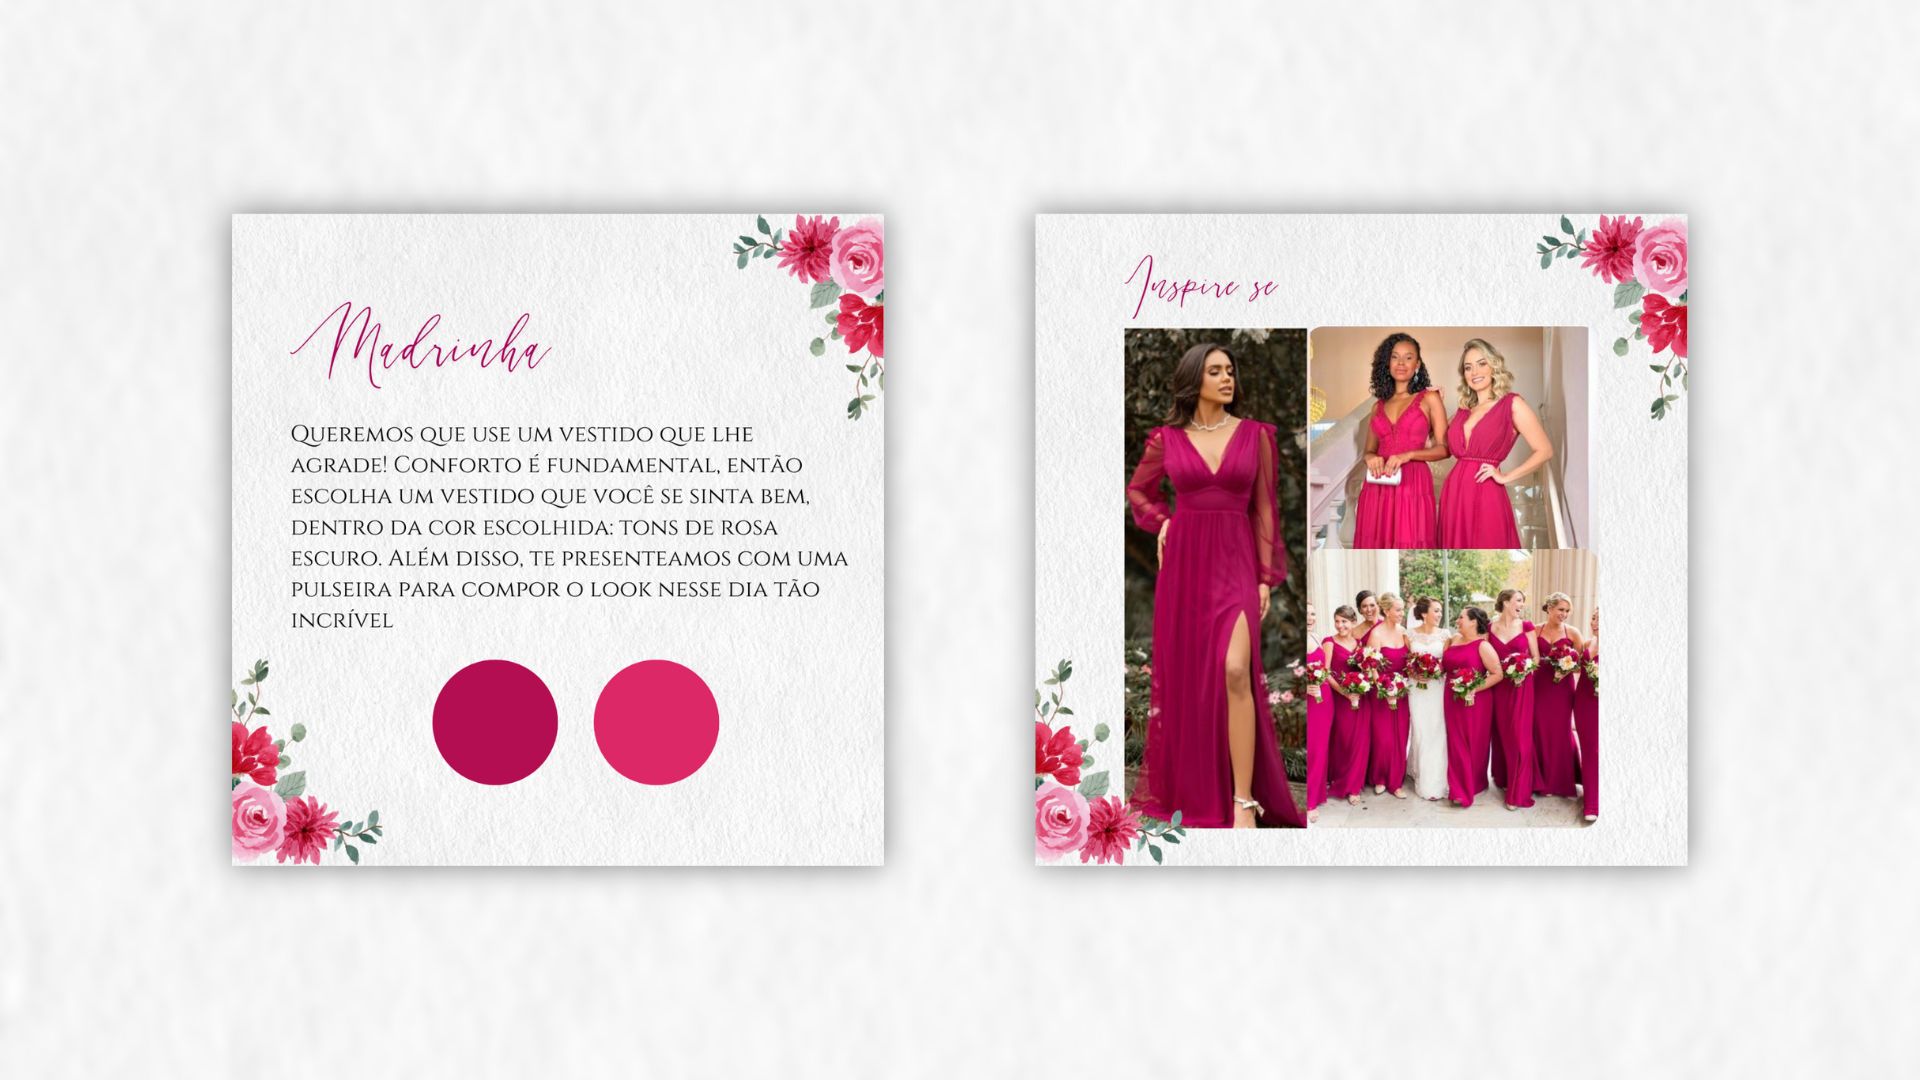 Madrinha
Queremos que use um vestido que lhe
agrade! Conforto é fundamental, então
escolha um vestido que você se sinta bem,
dentro da cor escolhida: tons de rosa
escuro. Além disso, te presenteamos com uma
pulseira para compor o look nesse dia tão
incrível
Inspire se